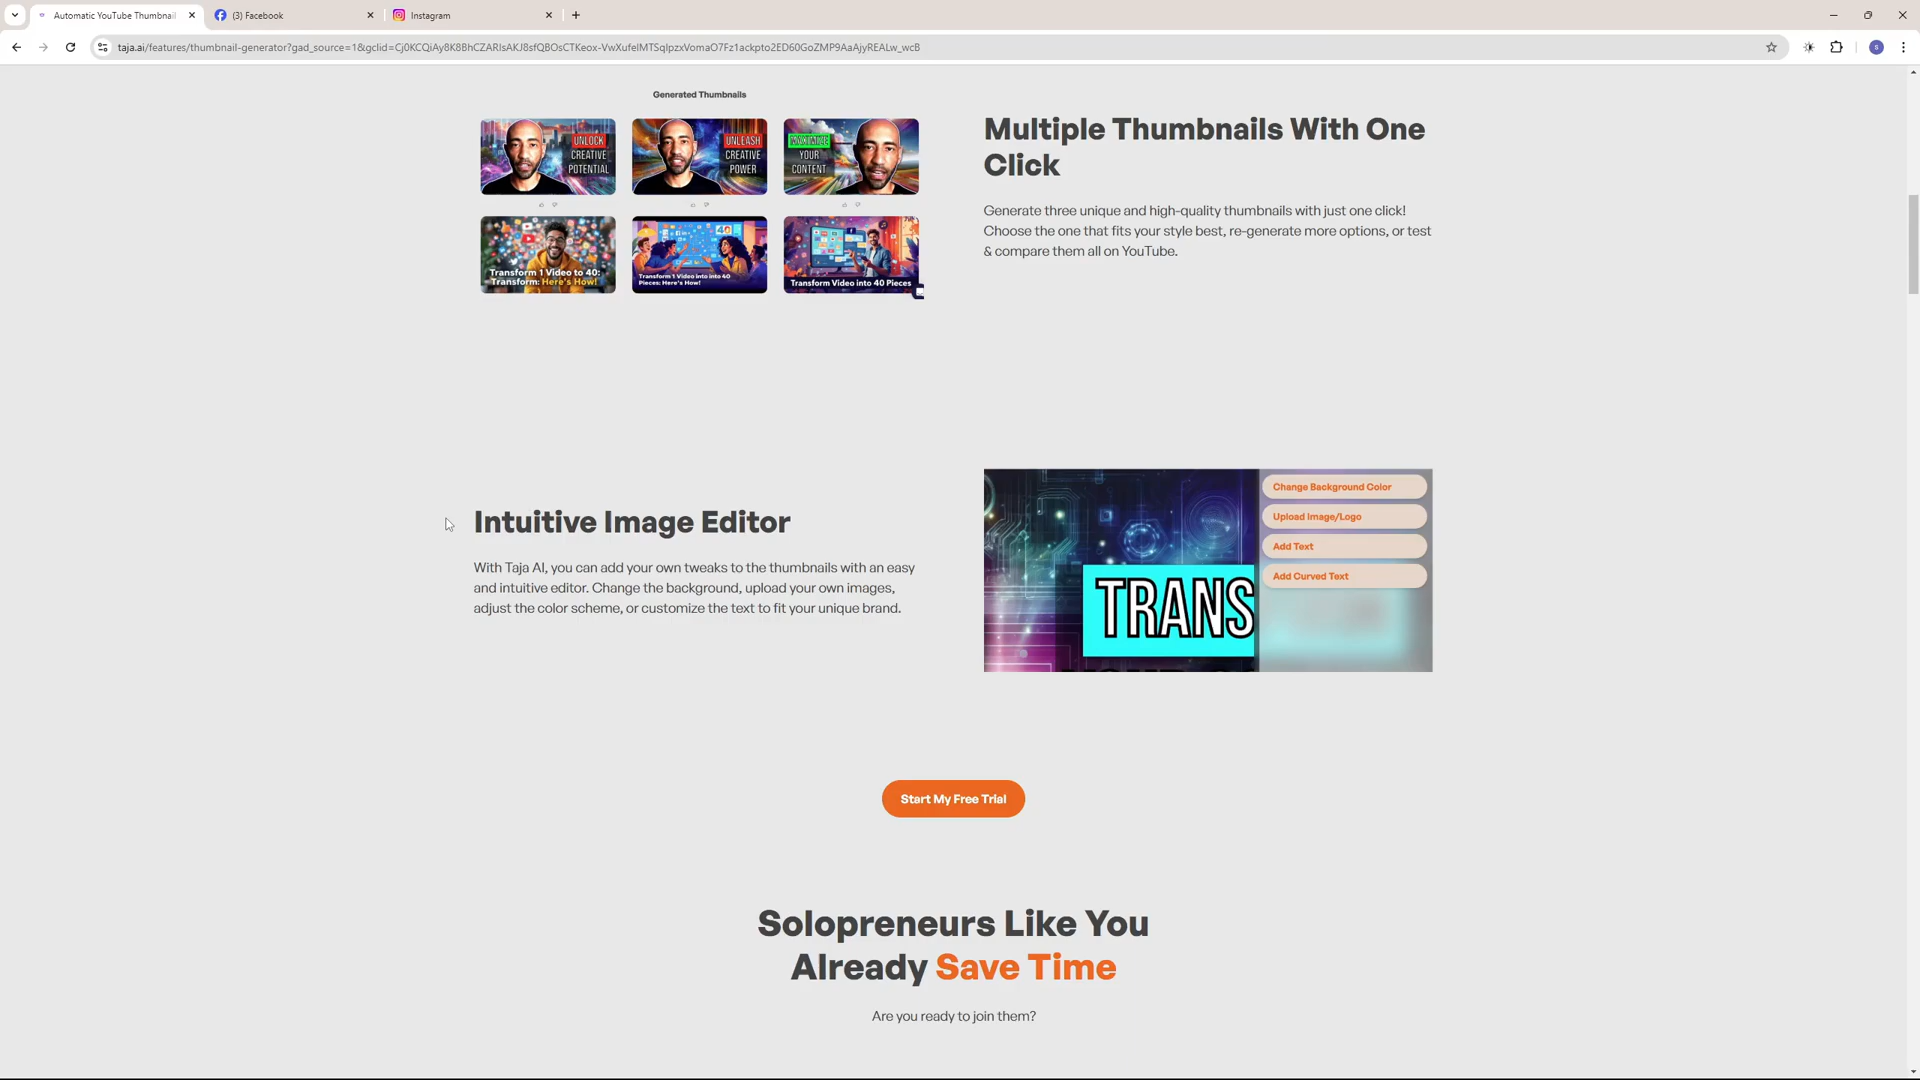 Automatic YouTube Thumbnail
(3) Facebook
Instagram
taja.ai/features/thumbnail-generator?gad_source=1&gclid=Cj0KCQiAy8K8BhCZARIsAKJ8sfQBOsCTKeox-VwXufeIMTSqIpzxVomaO7Fz1ackpto2ED60GoZMP9AaAjyREALw_wcB
Generated Thumbnails
UNLOCK
CREATIVE
POTENTIAL
UNLEASH
CREATIVE
POWER
MAXIMIZE
YOUR
CONTENT
Transform 1 Video to 40:
Transform: Here's How!
Transform 1 Video into into 40
Pieces: Here's How!
Transform Video into 40 Pieces
Multiple Thumbnails With One
Click
Generate three unique and high-quality thumbnails with just one click!
Choose the one that fits your style best, re-generate more options, or test
& compare them all on YouTube.
Intuitive Image Editor
With Taja AI, you can add your own tweaks to the thumbnails with an easy
and intuitive editor. Change the background, upload your own images,
adjust the color scheme, or customize the text to fit your unique brand.
TRANS
Change Background Color
Upload Image/Logo
Add Text
Add Curved Text
Start My Free Trial
Solopreneurs Like You
Already Save Time
Are you ready to join them?